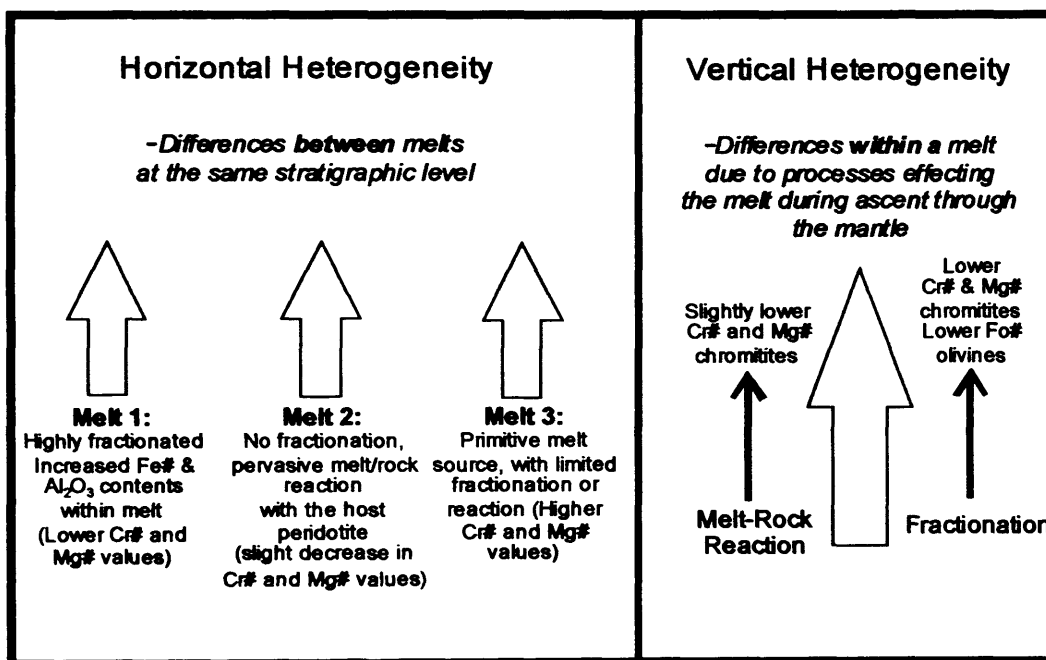 Horizontal Heterogeneity
-Differences between melts
at the same stratigraphic level
Melt 1:
Highly fractionated
Increased Fe# &
Al₂O₃ contents
within melt
(Lower Cr# and
Mg# values)
Melt 2:
No fractionation,
pervasive melt/rock
reaction
with the host
peridotite
(slight decrease in
Cr# and Mg# values)
Melt 3:
Primitive melt
source, with limited
fractionation or
reaction (Higher
Cr# and Mg#
values)
Vertical Heterogeneity
-Differences within a melt
due to processes effecting
the melt during ascent through
the mantle
Slightly lower
Cr# and Mg#
chromitites
Melt-Rock
Reaction
Lower
Cr# & Mg#
chromitites
Lower Fo#
olivines
Fractionation